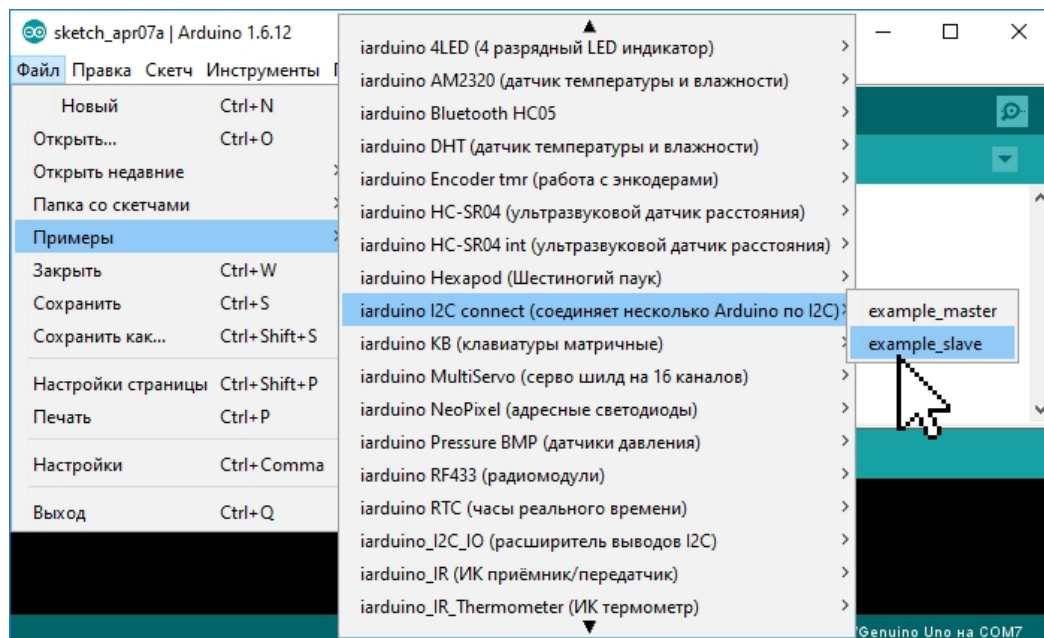 sketch_apr07a | Arduino 1.6.12
Файл Правка Скетч Инструменты
Новый Ctrl+N
Открыть... Ctrl+O
Открыть недавние
Папка со скетчами
Примеры
Закрыть Ctrl+W
Сохранить Ctrl+S
Сохранить как... Ctrl+Shift+S
Настройки страницы Ctrl+Shift+P
Печать Ctrl+P
Настройки Ctrl+Comma
Выход Ctrl+Q
iarduino 4LED (4 разрядный LED индикатор)
iarduino AM2320 (датчик температуры и влажности)
iarduino Bluetooth HC05
iarduino DHT (датчик температуры и влажности)
iarduino Encoder tmr (работа с энкодерами)
iarduino HC-SR04 (ультразвуковой датчик расстояния)
iarduino HC-SR04 int (ультразвуковой датчик расстояния)
iarduino Hexapod (Шестиногий паук)
iarduino I2C connect (соединяет несколько Arduino по I2C)
iarduino KB (клавиатуры матричные)
iarduino MultiServo (серво шилд на 16 каналов)
iarduino NeoPixel (адресные светодиоды)
iarduino Pressure BMP (датчики давления)
iarduino RF433 (радиомодули)
iarduino RTC (часы реального времени)
iarduino_I2C_IO (расширитель выводов I2C)
iarduino_IR (ИК приёмник/передатчик)
iarduino_IR_Thermometer (ИК термометр)
example_master
example_slave
/Genuino Uno на COM7